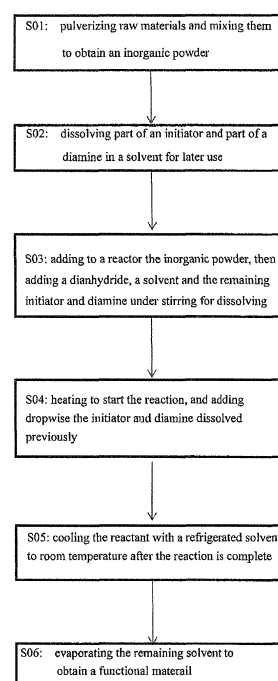 S01: pulverizing raw materials and mixing them
to obtain an inorganic powder
S02: dissolving part of an initiator and part of a
diamine in a solvent for later use
S03: adding to a reactor the inorganic powder, then
adding a dianhydride, a solvent and the remaining
initiator and diamine under stirring for dissolving
S04: heating to start the reaction, and adding
dropwise the initiator and diamine dissolved
previously
S05: cooling the reactant with a refrigerated solven
to room temperature after the reaction is complete
S06: evaporating the remaining solvent to
obtain a functional materail